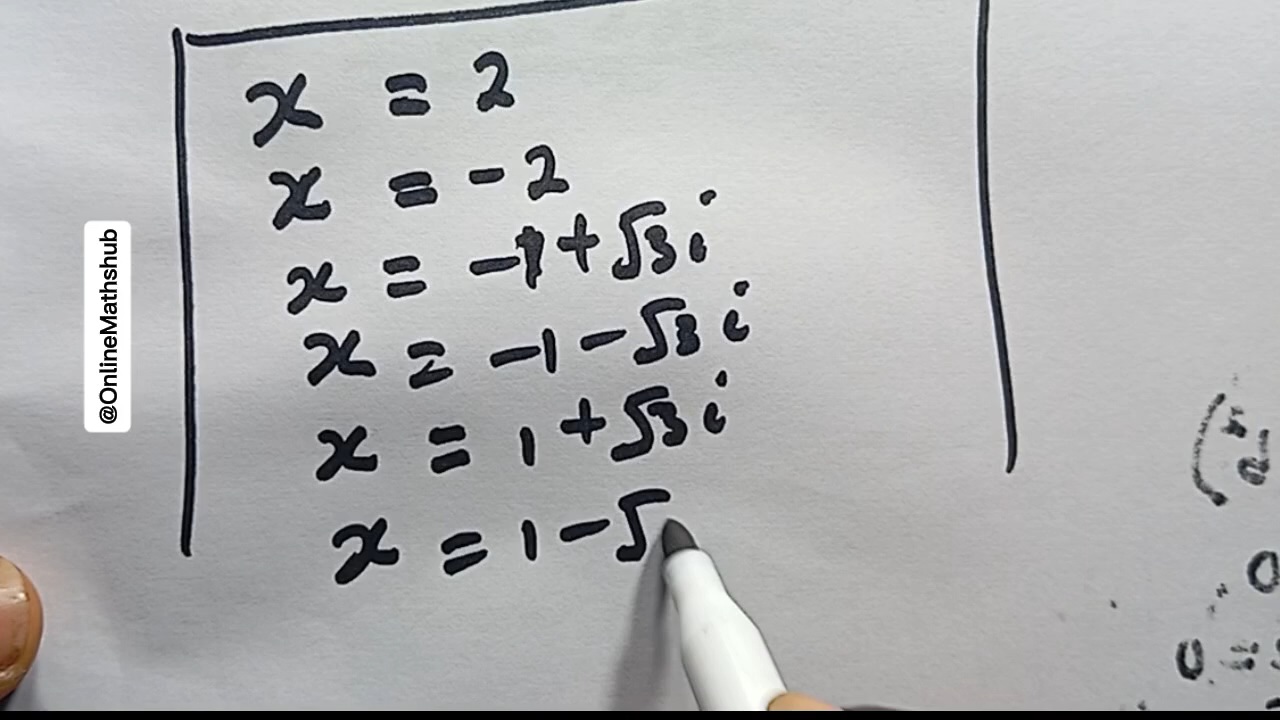 x = 2
x = -2
x = -1 + √3 i
x = -1 - √3 i
x = 1 + √3 i
x = 1 - √
@OnlineMathshub